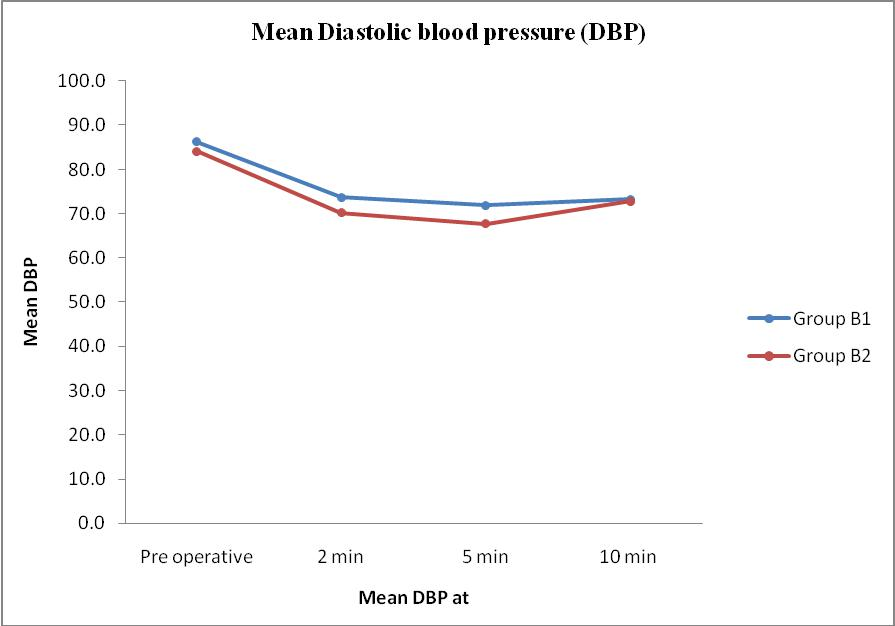 Mean Diastolic blood pressure (DBP)
100.0
90.0
80.0
70.0
60.0
50.0
40.0
30.0
20.0
10.0
0.0
Mean DBP
Pre operative
2 min
5 min
10 min
Mean DBP at
Group B1
Group B2